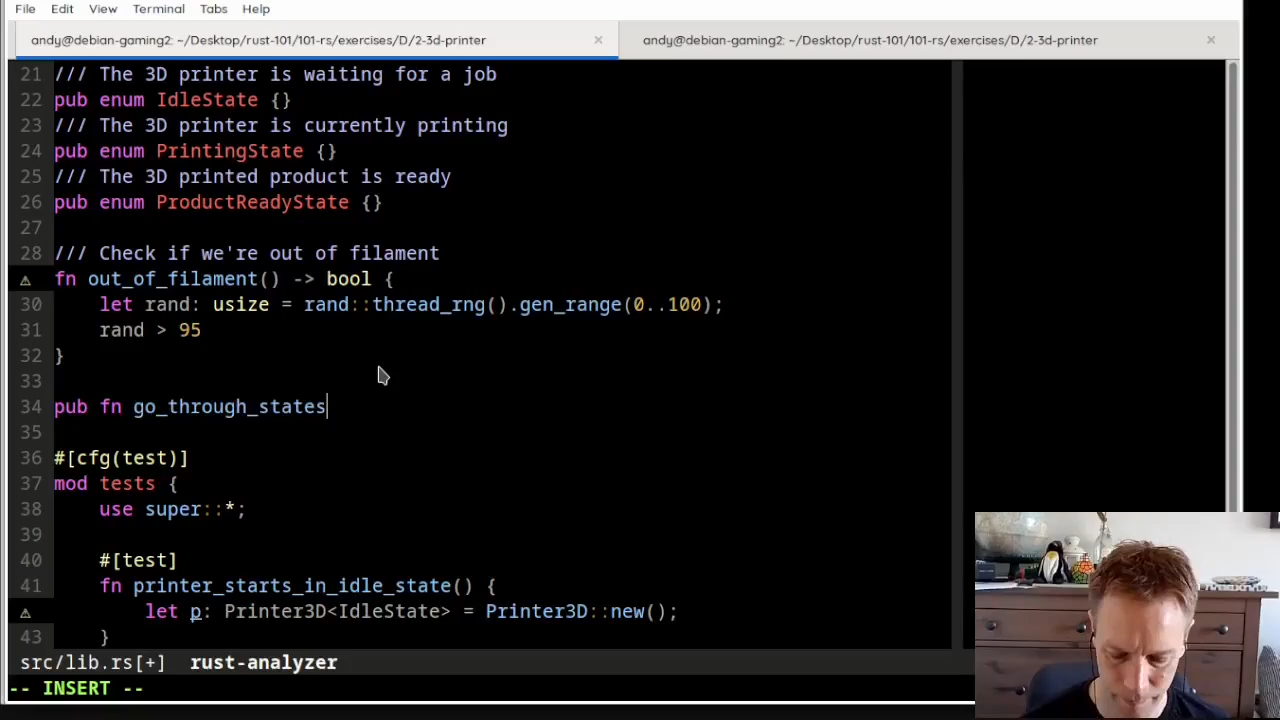 File Edit View Terminal Tabs Help
andy@debian-gaming2: ~/Desktop/rust-101/101-rs/exercises/D/2-3d-printer × andy@debian-gaming2: ~/Desktop/rust-101/101-rs/exercises/D/2-3d-printer ×
21 /// The 3D printer is waiting for a job
22 pub enum IdleState {}
23 /// The 3D printer is currently printing
24 pub enum PrintingState {}
25 /// The 3D printed product is ready
26 pub enum ProductReadyState {}
27
28 /// Check if we're out of filament
⚠ fn out_of_filament() -> bool {
30     let rand: usize = rand::thread_rng().gen_range(0..100);
31     rand > 95
32 }
33
34 pub fn go_through_states
35
36 #[cfg(test)]
37 mod tests {
38     use super::*;
39
40     #[test]
41     fn printer_starts_in_idle_state() {
⚠         let p: Printer3D<IdleState> = Printer3D::new();
43     }
src/lib.rs[+] rust-analyzer
-- INSERT --